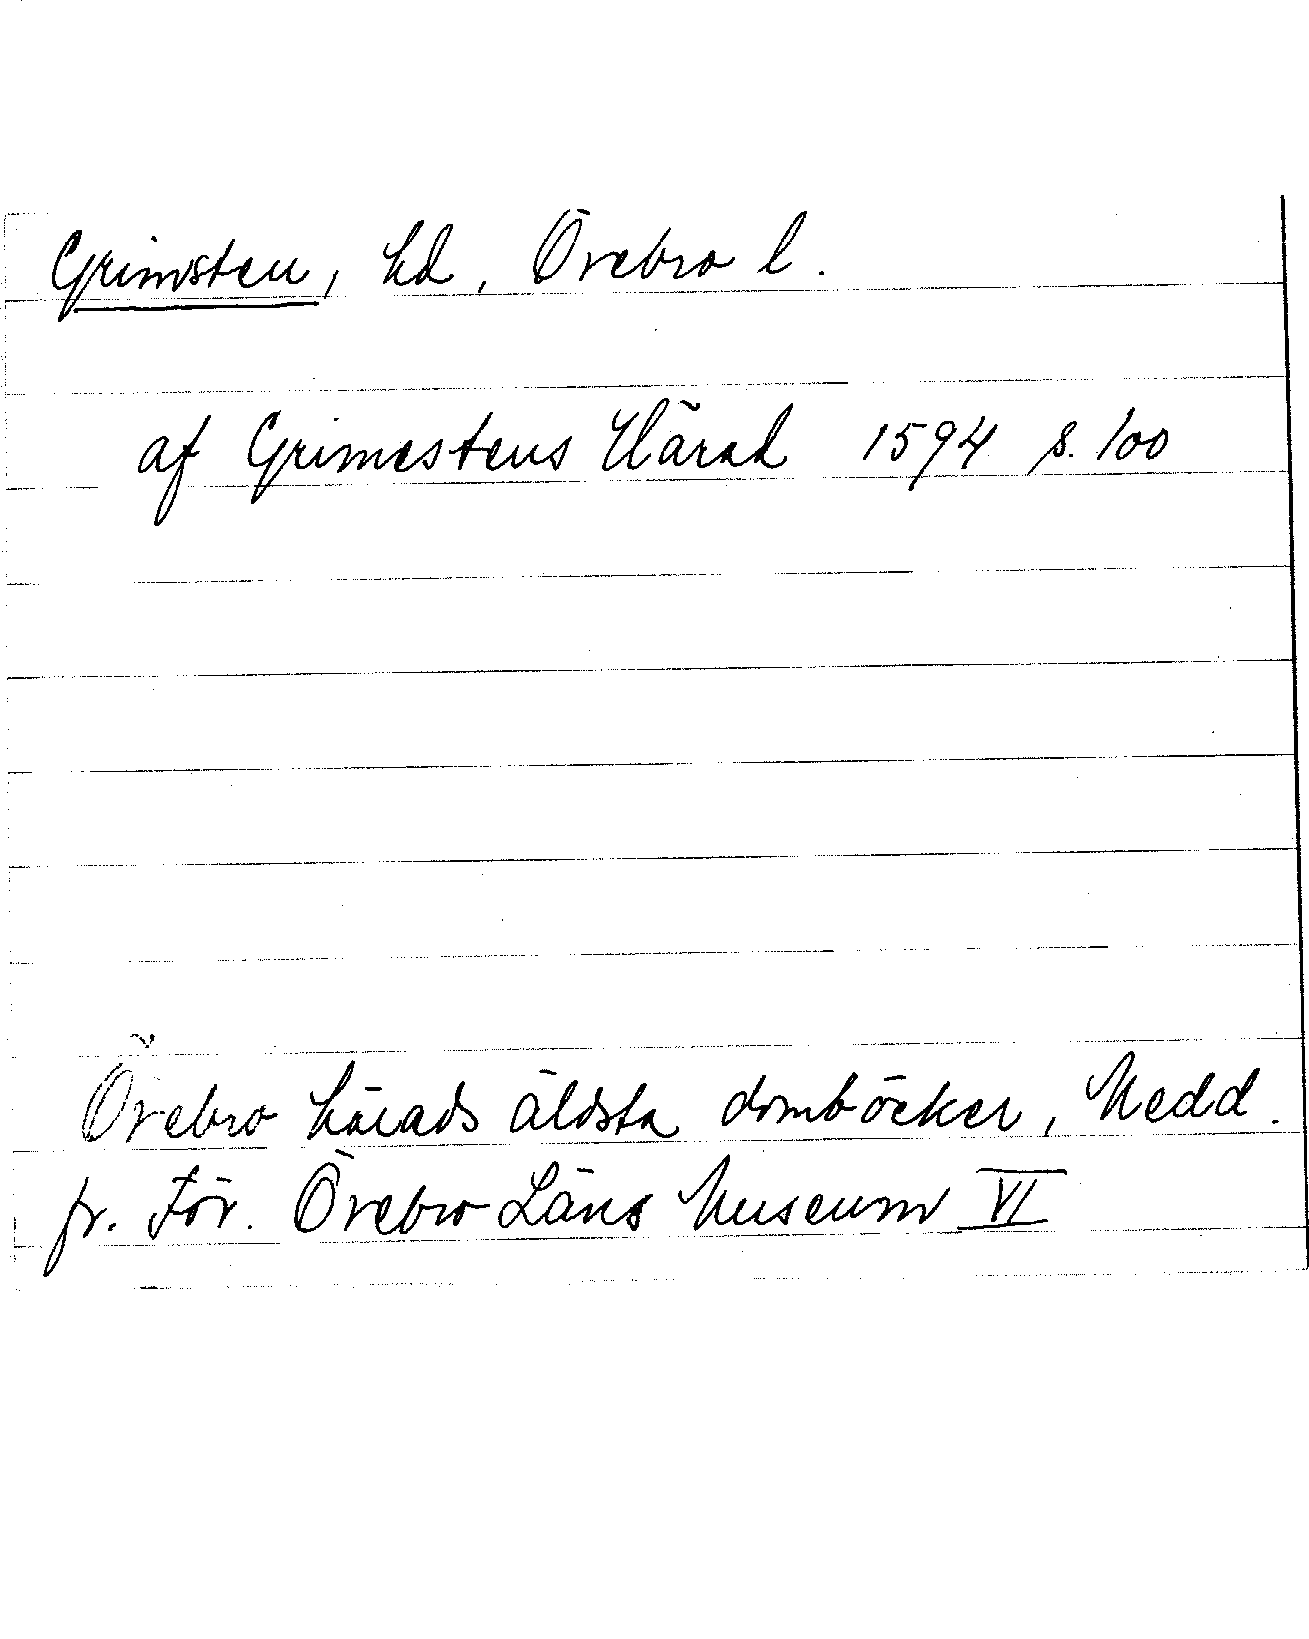 Grimsten, hd, Örebro l.
af Grimestens Härad 1594 s. 100
Örebro härads äldsta domböcker, Medd.
fr. För. Örebro Läns Museum VI